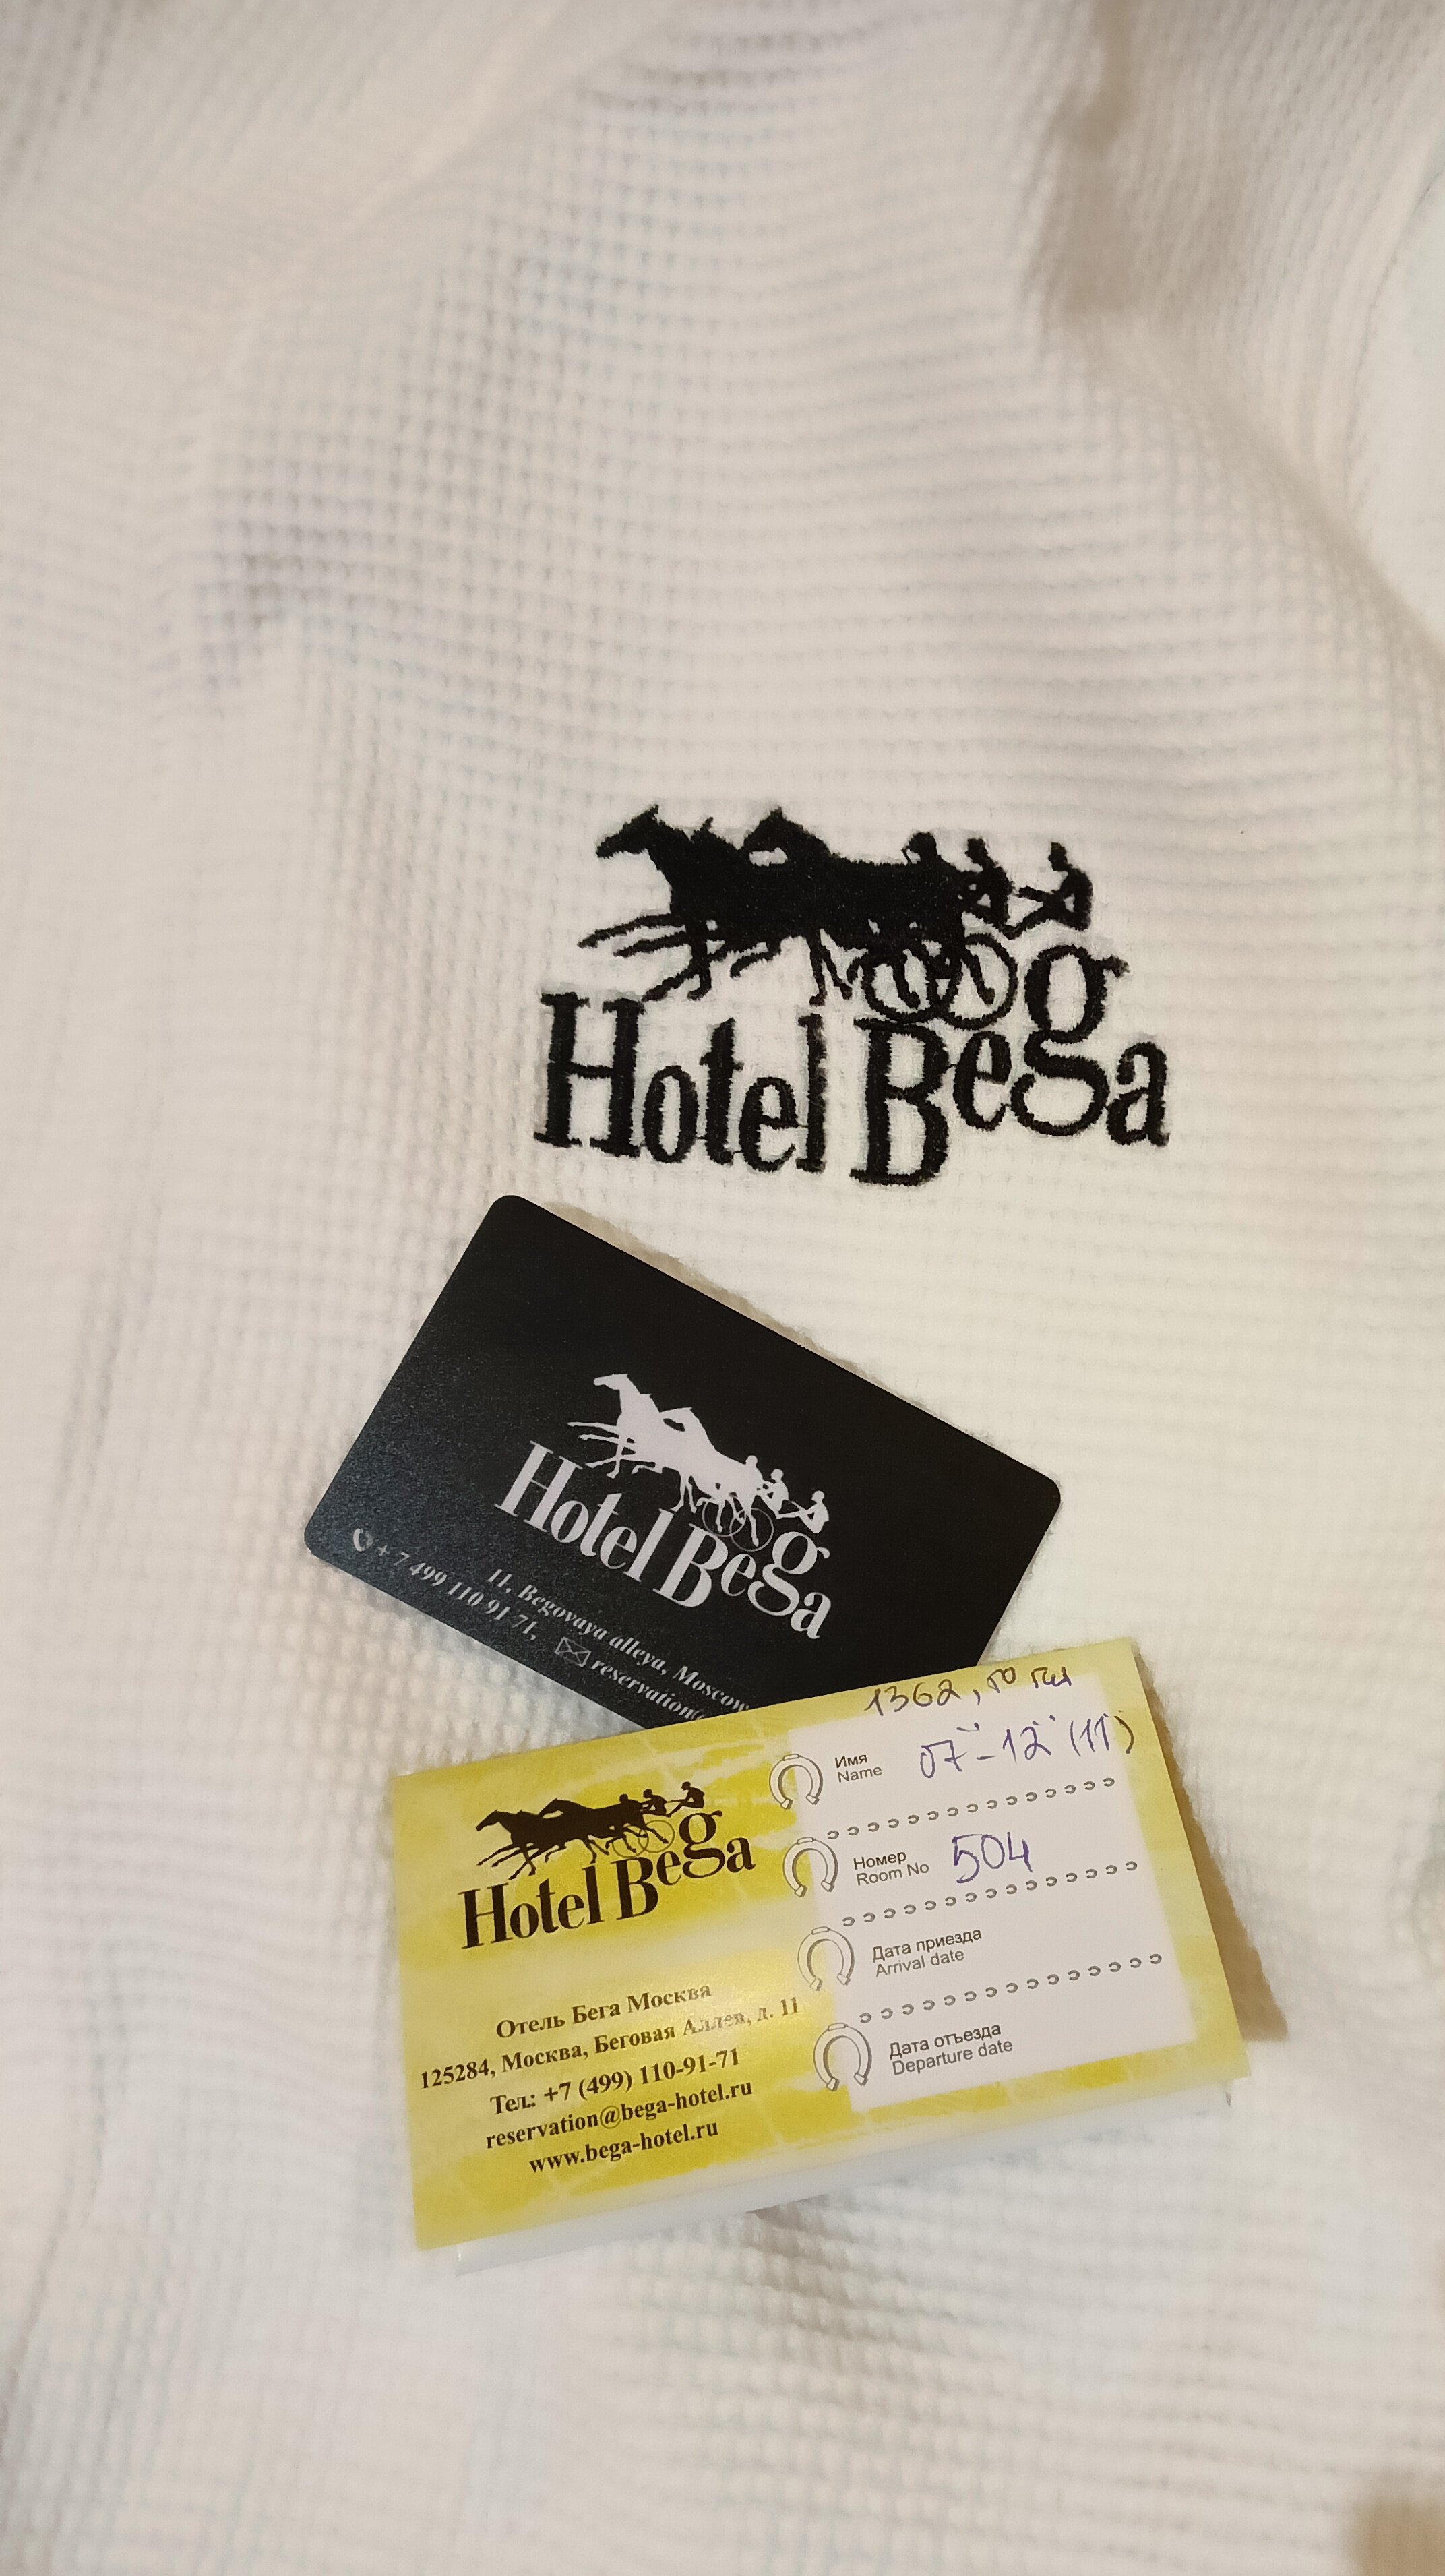 Hotel Bega
Hotel Bega
11, Begovaya alleya, Moscow
+7 499 110 91 71, reservation@
Hotel Bega
Отель Бега Москва
125284, Москва, Беговая Аллея, д. 11
Тел.: +7 (499) 110-91-71
reservation@bega-hotel.ru
www.bega-hotel.ru
1362,
Имя
Name 07-12 (11)
Номер
Room No 504
Дата приезда
Arrival date
Дата отъезда
Departure date